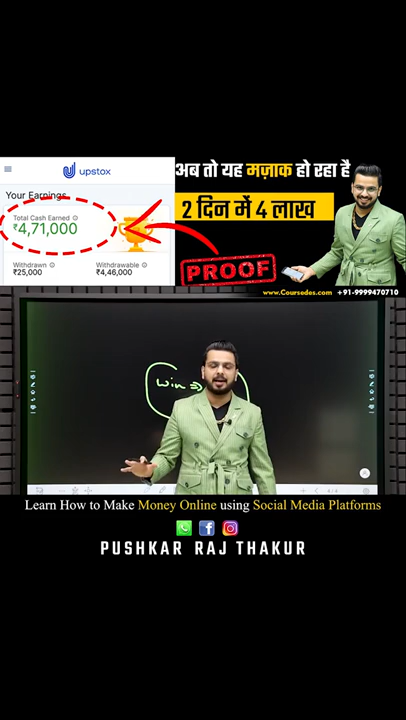 upstox
अब तो यह मज़ाक हो रहा है
Your Earnings
2 दिन में 4 लाख
Total Cash Earned
₹4,71,000
Withdrawn
Withdrawable
₹25,000
₹4,46,000
PROOF
www.Coursedes.com +91-9999470710
win →
Learn How to Make Money Online using Social Media Platforms
PUSHKAR RAJ THAKUR